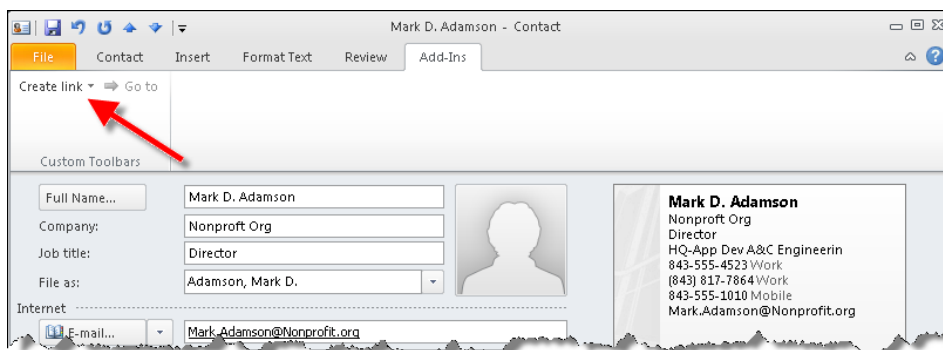 Mark D. Adamson - Contact
File Contact Insert Format Text Review Add-Ins
Create link Go to
Custom Toolbars
Full Name... Mark D. Adamson
Company: Nonproft Org
Job title: Director
File as: Adamson, Mark D.
Internet
E-mail... Mark.Adamson@Nonprofit.org
Mark D. Adamson
Nonproft Org
Director
HQ-App Dev A&C Engineerin
843-555-4523 Work
(843) 817-7864 Work
843-555-1010 Mobile
Mark.Adamson@Nonprofit.org